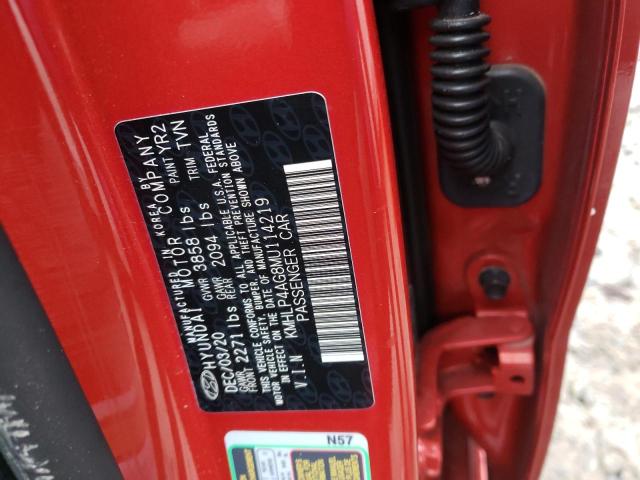 MANUFACTURED IN KOREA BY
HYUNDAI MOTOR COMPANY
DEC/03/20 GVWR 3858 lbs PAINT YR2
GAWR FRONT 2271 lbs GAWR REAR 2094 lbs TRIM TVN
THIS VEHICLE CONFORMS TO ALL APPLICABLE U.S.A. FEDERAL
MOTOR VEHICLE SAFETY, BUMPER, AND THEFT PREVENTION STANDARDS
IN EFFECT ON THE DATE OF MANUFACTURE SHOWN ABOVE
V.I.N KMHLP4AG8MU114219
PASSENGER CAR
N57